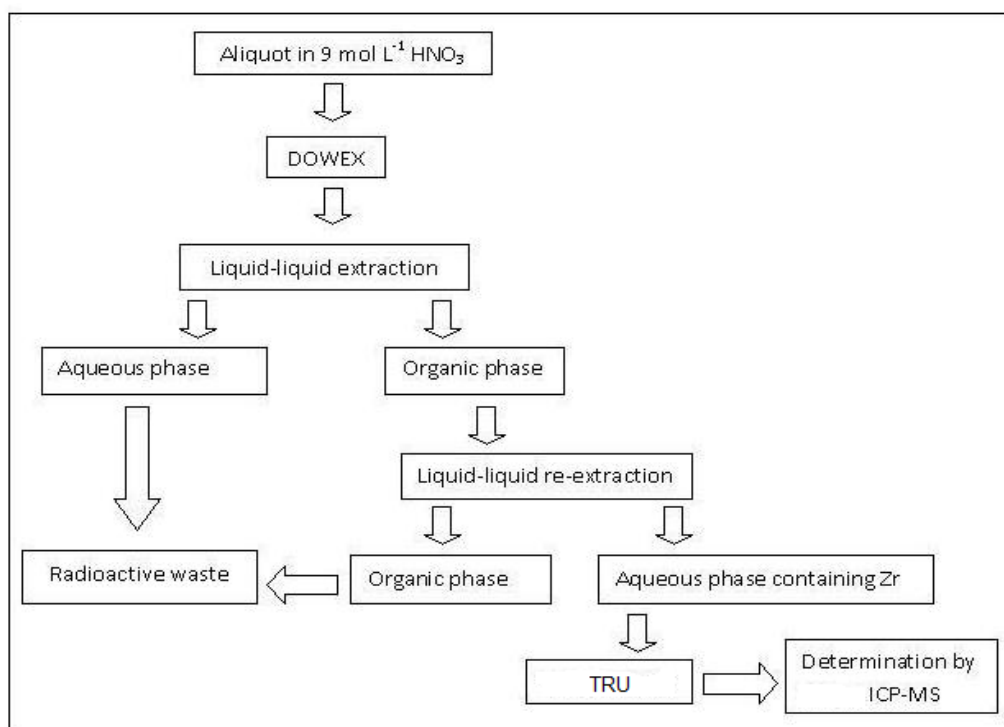 Aliquot in 9 mol L⁻¹ HNO₃
DOWEX
Liquid-liquid extraction
Aqueous phase
Organic phase
Liquid-liquid re-extraction
Radioactive waste
Organic phase
Aqueous phase containing Zr
TRU
Determination by
ICP-MS